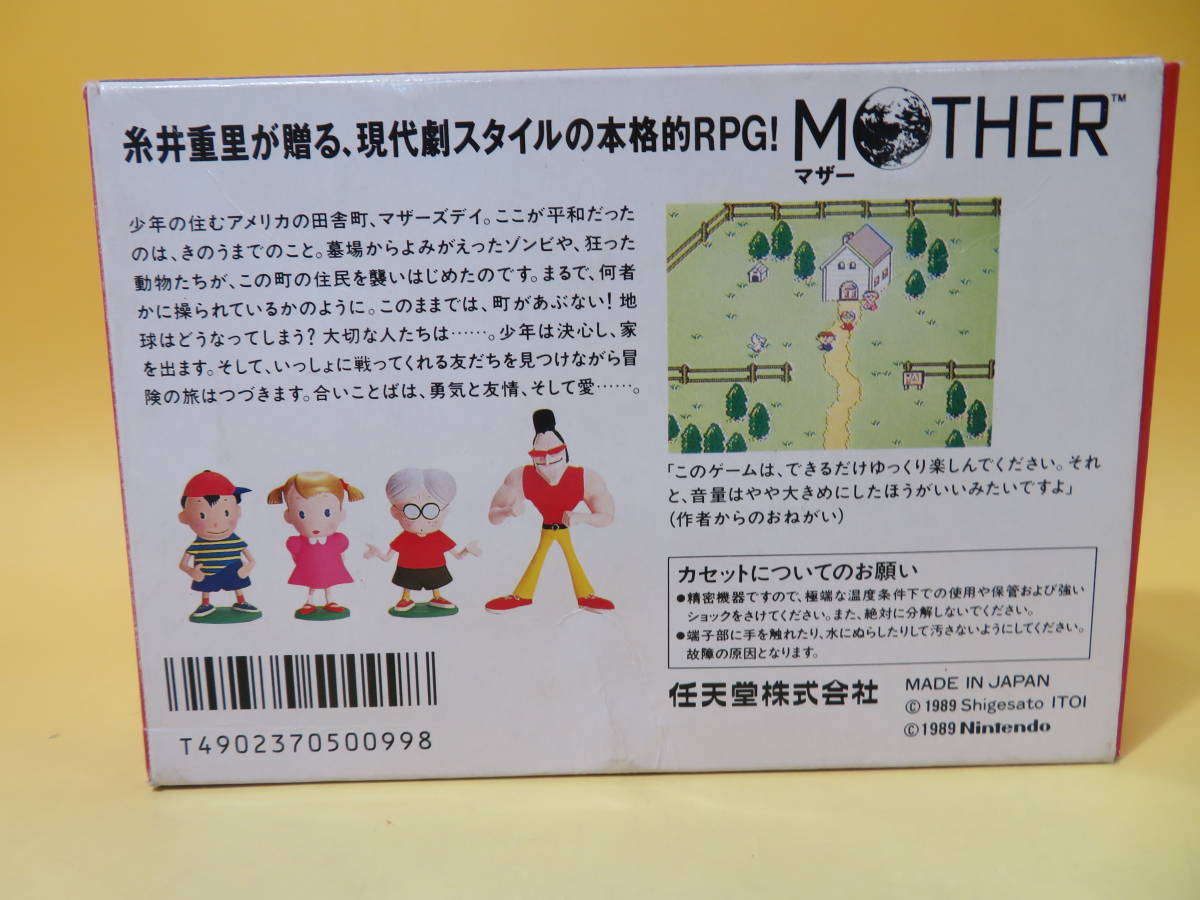 糸井重里が贈る、現代劇スタイルの本格的RPG!
MOTHER™
マザー
少年の住むアメリカの田舎町、マザーズデイ。ここが平和だった
のは、きのうまでのこと。墓場からよみがえったゾンビや、狂った
動物たちが、この町の住民を襲いはじめたのです。まるで、何者
かに操られているかのように。このままでは、町があぶない!地
球はどうなってしまう?大切な人たちは……。少年は決心し、家
を出ます。そして、いっしょに戦ってくれる友だちを見つけながら冒
険の旅はつづきます。合いことばは、勇気と友情、そして愛……。
「このゲームは、できるだけゆっくり楽しんでください。それ
と、音量はやや大きめにしたほうがいいみたいですよ」
(作者からのおねがい)
カセットについてのお願い
●精密機器ですので、極端な温度条件下での使用や保管および強い
ショックをさけてください。また、絶対に分解しないでください。
●端子部に手を触れたり、水にぬらしたりして汚さないようにしてください。
故障の原因となります。
任天堂株式会社
MADE IN JAPAN
©1989 Shigesato ITOI
©1989 Nintendo
T4902370500998